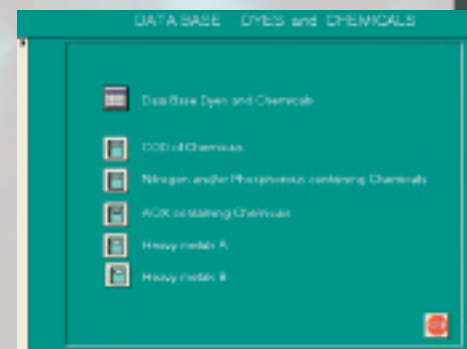 DATA BASE DYES and CHEMICALS
Data Base Dyes and Chemicals
COD of Chemicals
Nitrogen and/or Phosphorous containing Chemicals
AOX containing Chemicals
Heavy metals A
Heavy metals B
STOP